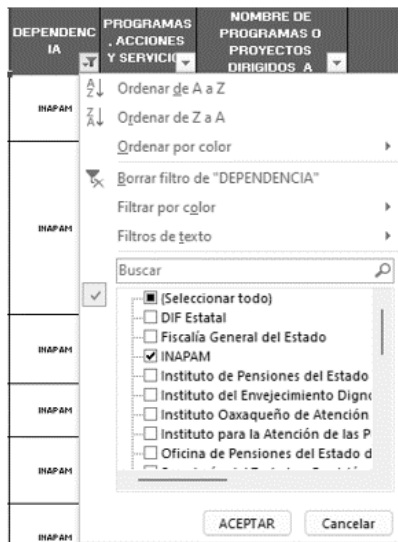 DEPENDENC
IA
PROGRAMAS
, ACCIONES
Y SERVICIO
NOMBRE DE
PROGRAMAS O
PROYECTOS
DIRIGIDOS A
INAPAM
INAPAM
INAPAM
INAPAM
INAPAM
INAPAM
Ordenar de A a Z
Ordenar de Z a A
Ordenar por color
Borrar filtro de "DEPENDENCIA"
Filtrar por color
Filtros de texto
Buscar
(Seleccionar todo)
DIF Estatal
Fiscalía General del Estado
INAPAM
Instituto de Pensiones del Estado
Instituto del Envejecimiento Digno
Instituto Oaxaqueño de Atención
Instituto para la Atención de las P
Oficina de Pensiones del Estado d
ACEPTAR
Cancelar